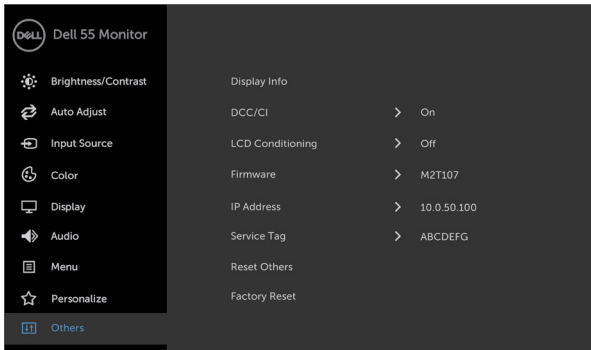 DELL Dell 55 Monitor
Brightness/Contrast
Auto Adjust
Input Source
Color
Display
Audio
Menu
Personalize
Others
Display Info
DCC/CI > On
LCD Conditioning > Off
Firmware > M2T107
IP Address > 10.0.50.100
Service Tag > ABCDEFG
Reset Others
Factory Reset